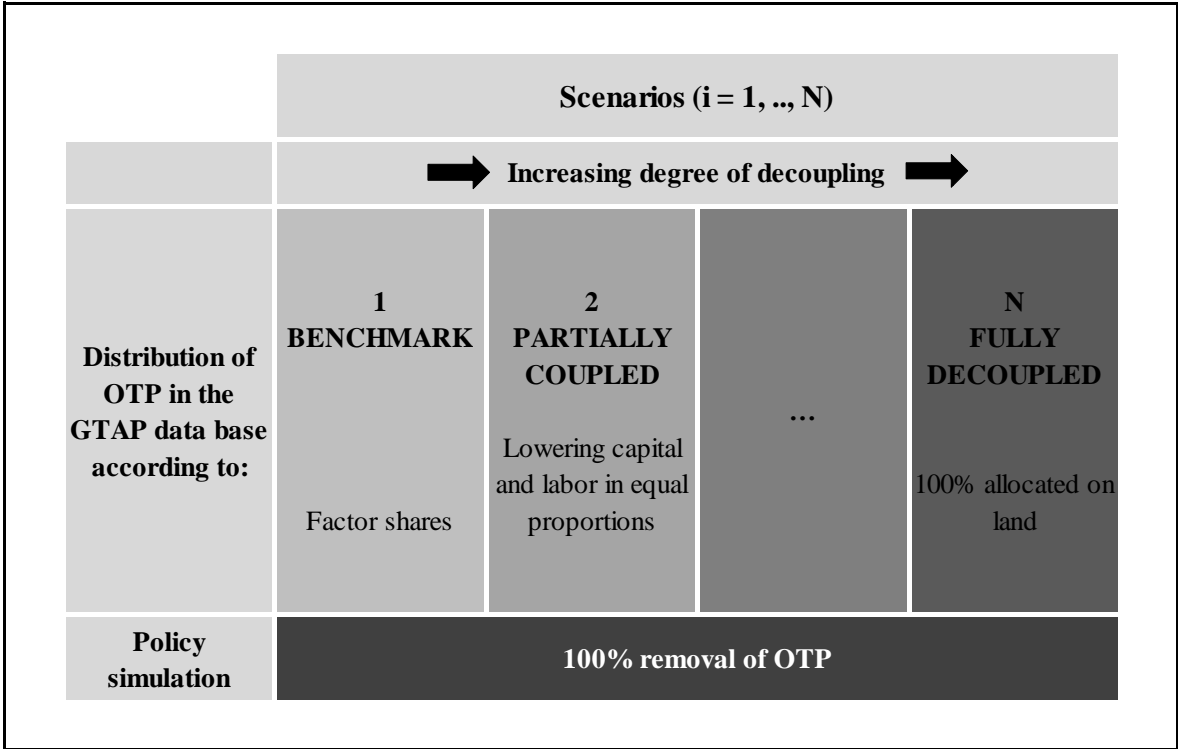 Scenarios (i = 1, .., N)
Increasing degree of decoupling
Distribution of
OTP in the
GTAP data base
according to:
1
BENCHMARK
Factor shares
2
PARTIALLY
COUPLED
Lowering capital
and labor in equal
proportions
...
N
FULLY
DECOUPLED
100% allocated on
land
Policy
simulation
100% removal of OTP